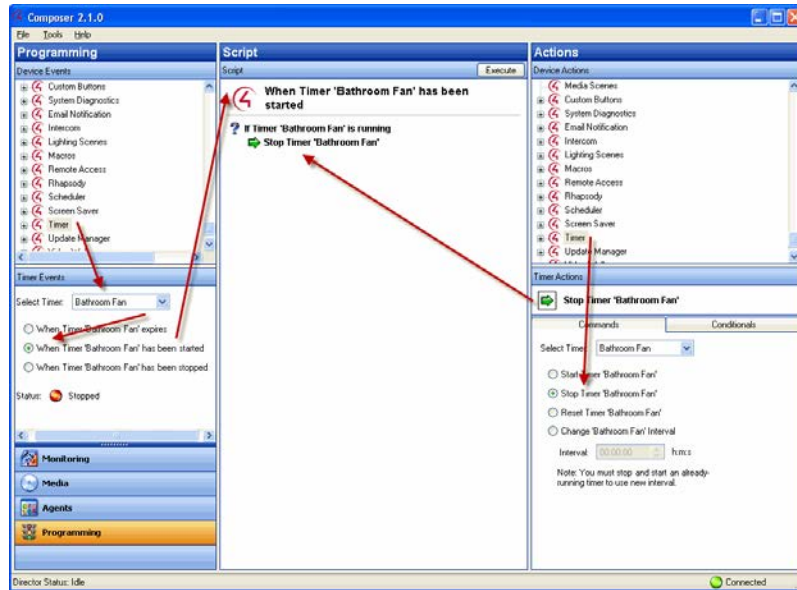 Composer 2.1.0
File Tools Help
Programming
Device Events
Custom Buttons
System Diagnostics
Email Notification
Intercom
Lighting Scenes
Macros
Remote Access
Rhapsody
Scheduler
Screen Saver
Timer
Update Manager
Timer Events
Select Timer: Bathroom Fan
When Timer 'Bathroom Fan' expires
When Timer 'Bathroom Fan' has been started
When Timer 'Bathroom Fan' has been stopped
Status: Stopped
Monitoring
Media
Agents
Programming
Director Status: Idle
Script
Script Execute
When Timer 'Bathroom Fan' has been
started
? If Timer 'Bathroom Fan' is running
Stop Timer 'Bathroom Fan'
Actions
Device Actions
Media Scenes
Custom Buttons
System Diagnostics
Email Notification
Intercom
Lighting Scenes
Macros
Remote Access
Rhapsody
Scheduler
Screen Saver
Timer
Update Manager
Timer Actions
Stop Timer 'Bathroom Fan'
Commands Conditionals
Select Timer: Bathroom Fan
Start Timer 'Bathroom Fan'
Stop Timer 'Bathroom Fan'
Reset Timer 'Bathroom Fan'
Change 'Bathroom Fan' Interval
Interval: 00:00:00 h:m:s
Note: You must stop and start an already-
running timer to use new interval.
Connected